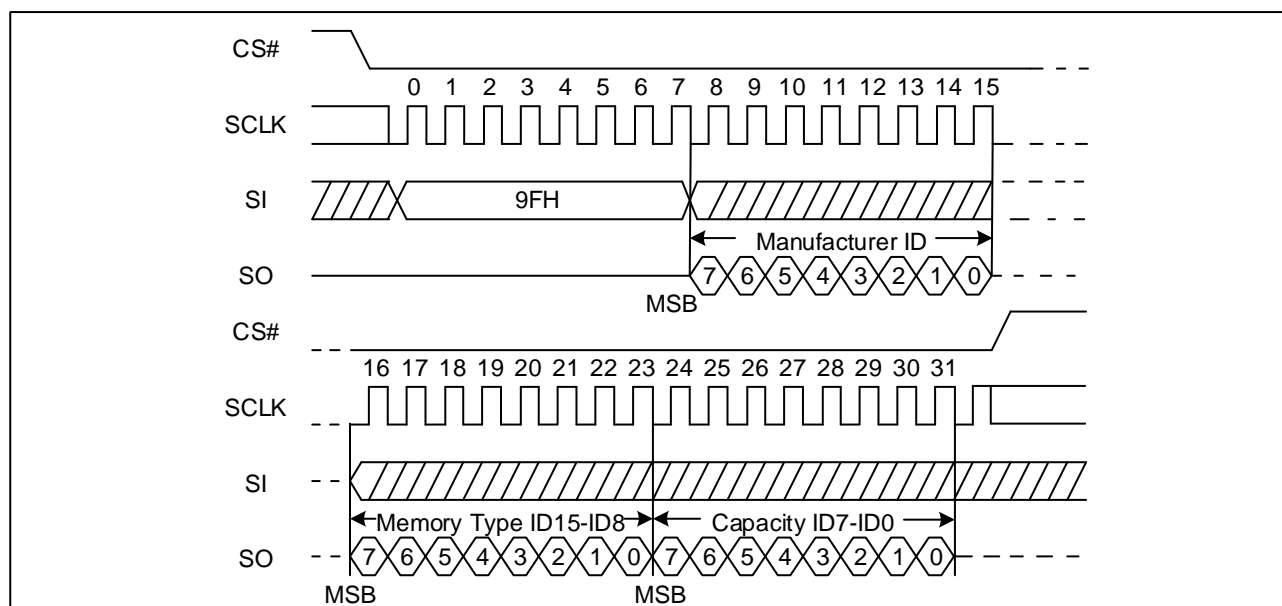 CS#
0 1 2 3 4 5 6 7 8 9 10 11 12 13 14 15
SCLK
SI 9FH
Manufacturer ID
SO 7 6 5 4 3 2 1 0
MSB
CS#
16 17 18 19 20 21 22 23 24 25 26 27 28 29 30 31
SCLK
SI
Memory Type ID15-ID8 Capacity ID7-ID0
SO 7 6 5 4 3 2 1 0 7 6 5 4 3 2 1 0
MSB MSB